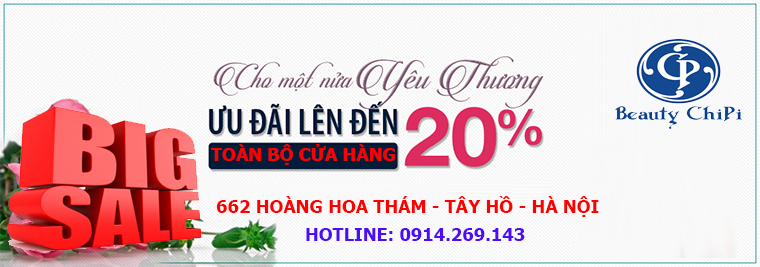 Cho một nửa Yêu Thương
ƯU ĐÃI LÊN ĐẾN 20%
TOÀN BỘ CỬA HÀNG
BIG
SALE
CP
Beauty ChiPi
662 HOÀNG HOA THÁM - TÂY HỒ - HÀ NỘI
HOTLINE: 0914.269.143